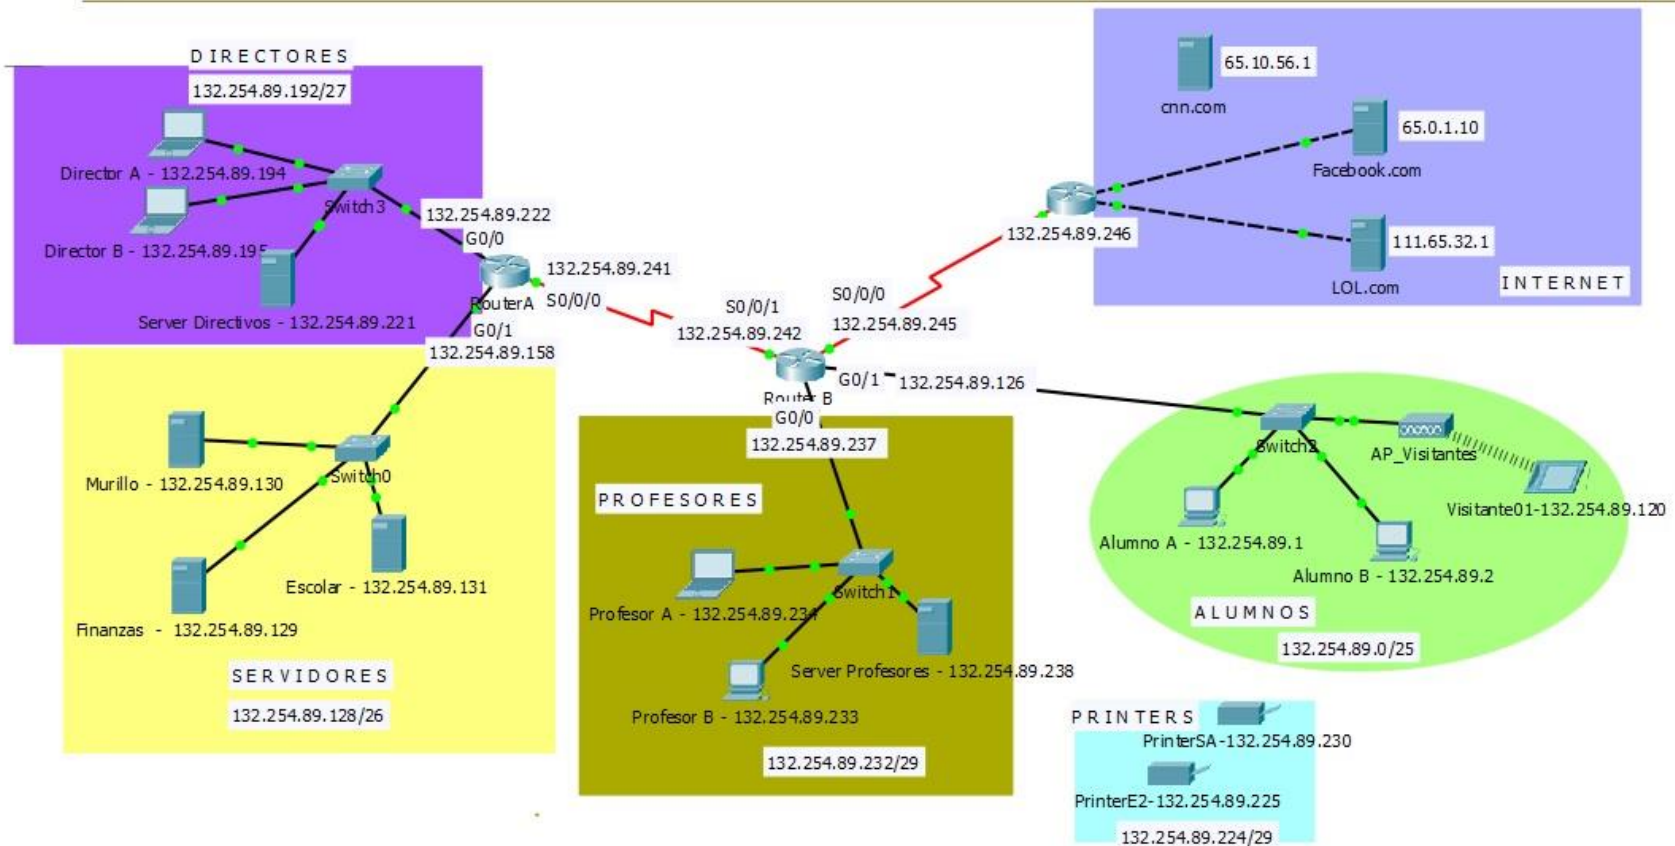 DIRECTORES
132.254.89.192/27
Director A - 132.254.89.194
Switch3
Director B - 132.254.89.195
Server Directivos - 132.254.89.221
132.254.89.222
G0/0
132.254.89.241
RouterA
S0/0/0
G0/1
132.254.89.158
Murillo - 132.254.89.130
Switch0
Escolar - 132.254.89.131
Finanzas - 132.254.89.129
SERVIDORES
132.254.89.128/26
S0/0/1
132.254.89.242
S0/0/0
132.254.89.245
Router B
G0/1
132.254.89.126
G0/0
132.254.89.237
PROFESORES
Profesor A - 132.254.89.234
Switch1
Server Profesores - 132.254.89.238
Profesor B - 132.254.89.233
132.254.89.232/29
65.10.56.1
cnn.com
65.0.1.10
Facebook.com
132.254.89.246
111.65.32.1
LOL.com
INTERNET
Switch2
AP_Visitantes
Visitante01-132.254.89.120
Alumno A - 132.254.89.1
Alumno B - 132.254.89.2
ALUMNOS
132.254.89.0/25
PRINTERS
PrinterSA-132.254.89.230
PrinterE2-132.254.89.225
132.254.89.224/29